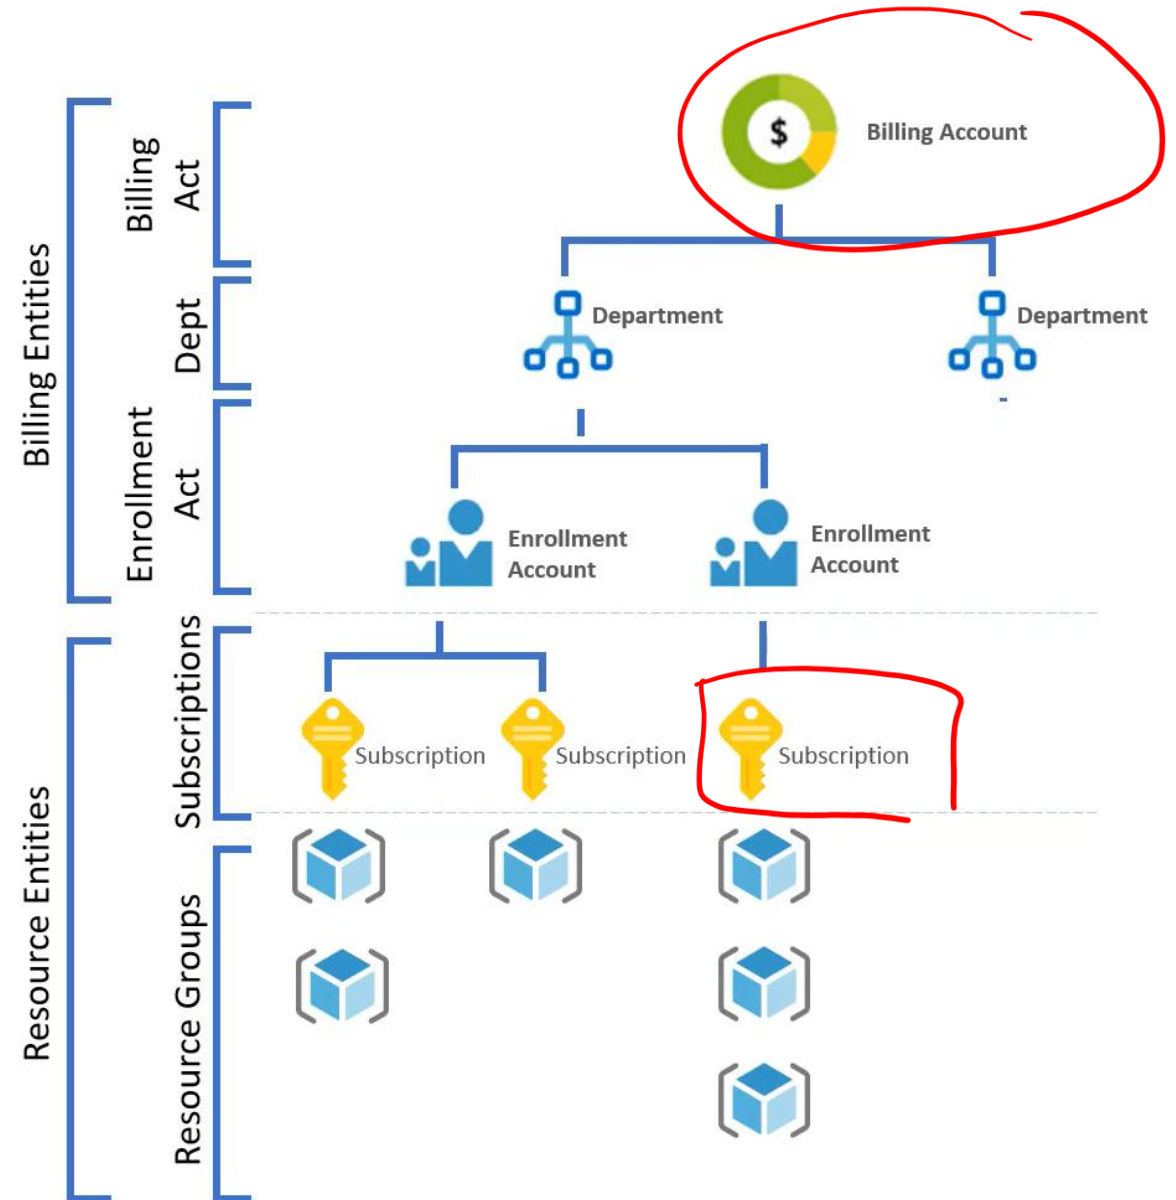 Billing Entities
Billing
Act
$
Billing Account
Dept
Department
Department
Enrollment
Act
Enrollment
Account
Enrollment
Account
Resource Entities
Subscriptions
Subscription
Subscription
Subscription
Resource Groups